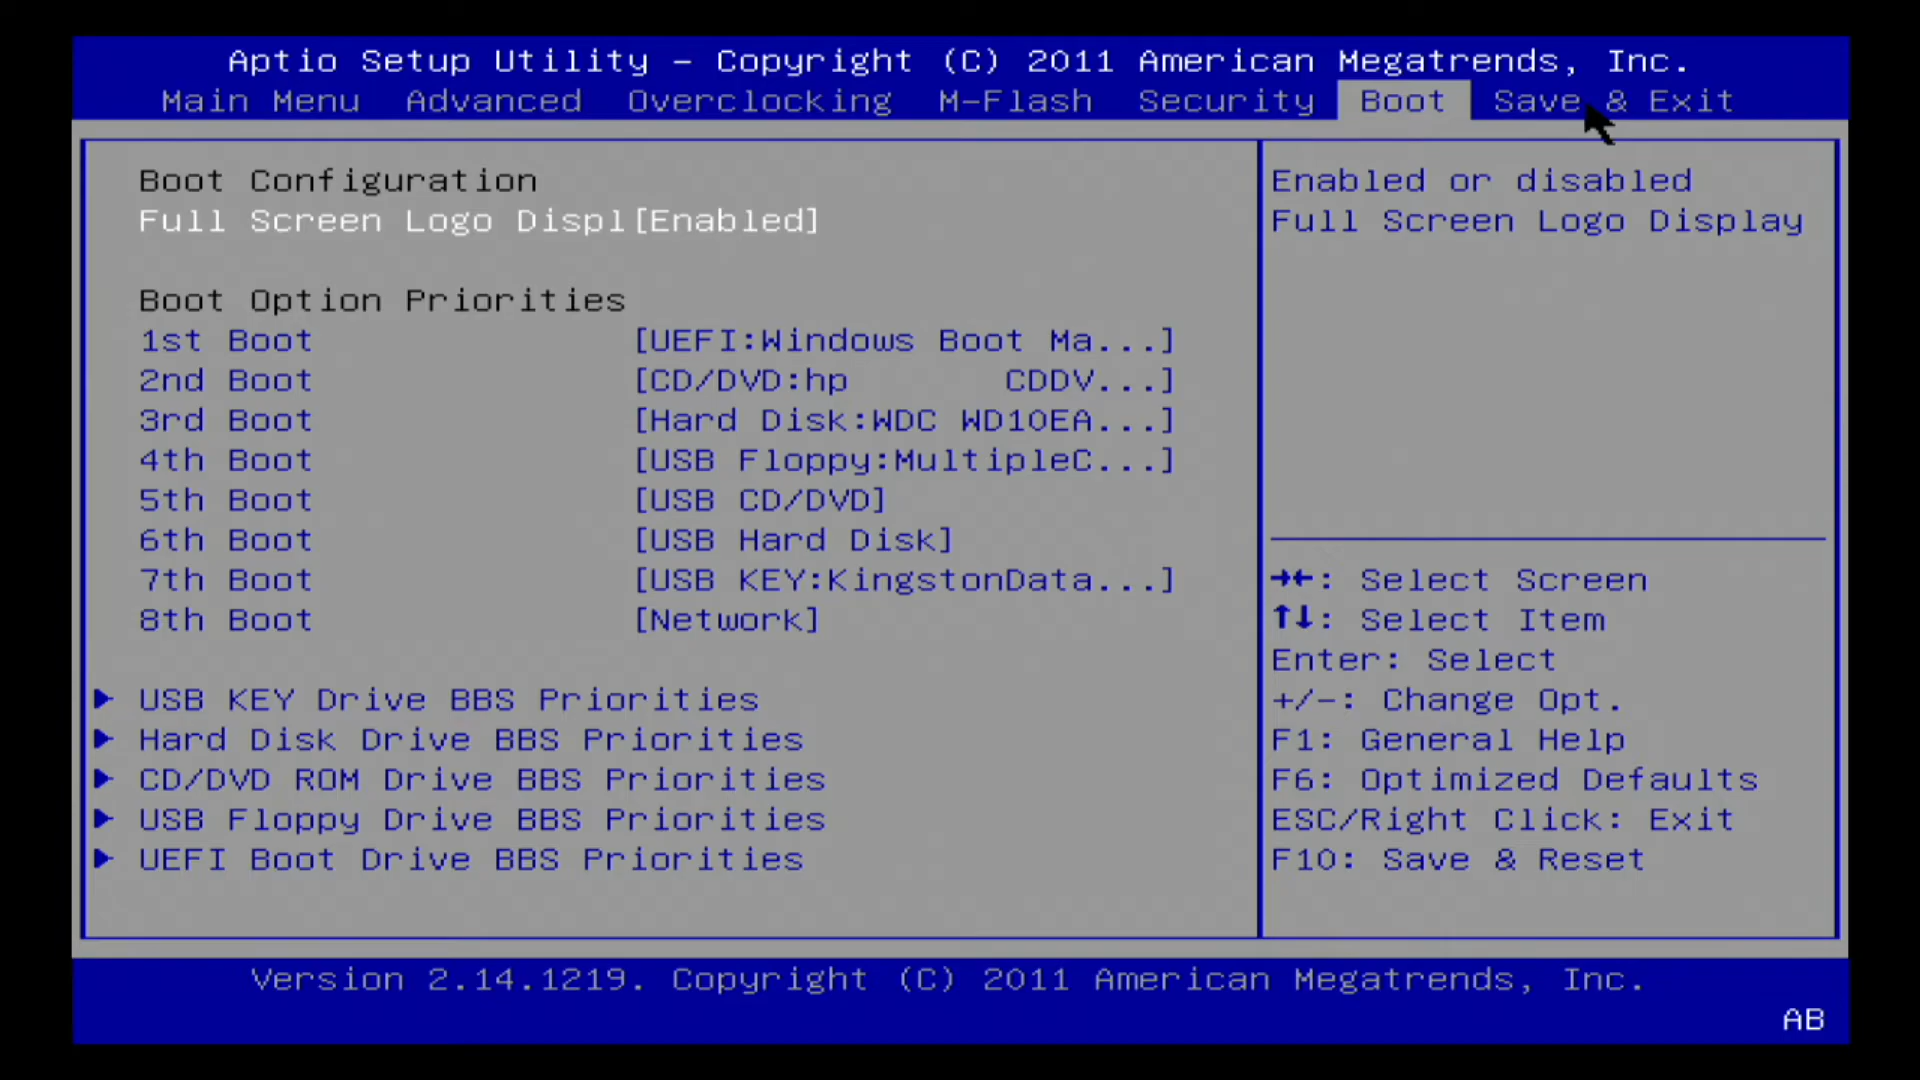 Aptio Setup Utility - Copyright (C) 2011 American Megatrends, Inc.
Main Menu Advanced Overclocking M-Flash Security Boot Save & Exit
Boot Configuration
Full Screen Logo Displ[Enabled]
Boot Option Priorities
1st Boot [UEFI:Windows Boot Ma...]
2nd Boot [CD/DVD:hp CDDV...]
3rd Boot [Hard Disk:WDC WD10EA...]
4th Boot [USB Floppy:MultipleC...]
5th Boot [USB CD/DVD]
6th Boot [USB Hard Disk]
7th Boot [USB KEY:KingstonData...]
8th Boot [Network]
USB KEY Drive BBS Priorities
Hard Disk Drive BBS Priorities
CD/DVD ROM Drive BBS Priorities
USB Floppy Drive BBS Priorities
UEFI Boot Drive BBS Priorities
Enabled or disabled
Full Screen Logo Display
→←: Select Screen
↑↓: Select Item
Enter: Select
+/-: Change Opt.
F1: General Help
F6: Optimized Defaults
ESC/Right Click: Exit
F10: Save & Reset
Version 2.14.1219. Copyright (C) 2011 American Megatrends, Inc.
AB